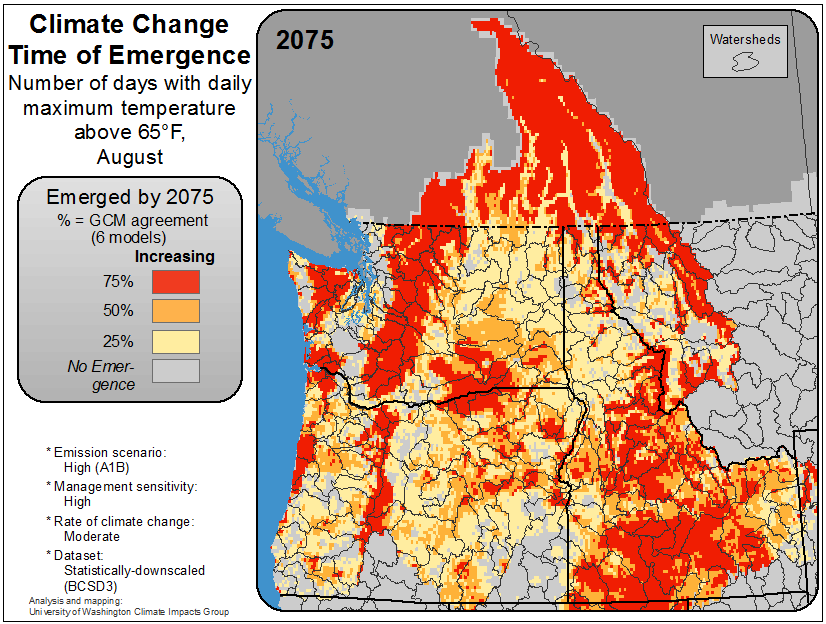 Climate Change
Time of Emergence
Number of days with daily
maximum temperature
above 65°F,
August
Emerged by 2075
% = GCM agreement
(6 models)
Increasing
75%
50%
25%
No Emer-
gence
* Emission scenario:
High (A1B)
* Management sensitivity:
High
* Rate of climate change:
Moderate
* Dataset:
Statistically-downscaled
(BCSD3)
Analysis and mapping:
University of Washington Climate Impacts Group
2075
Watersheds